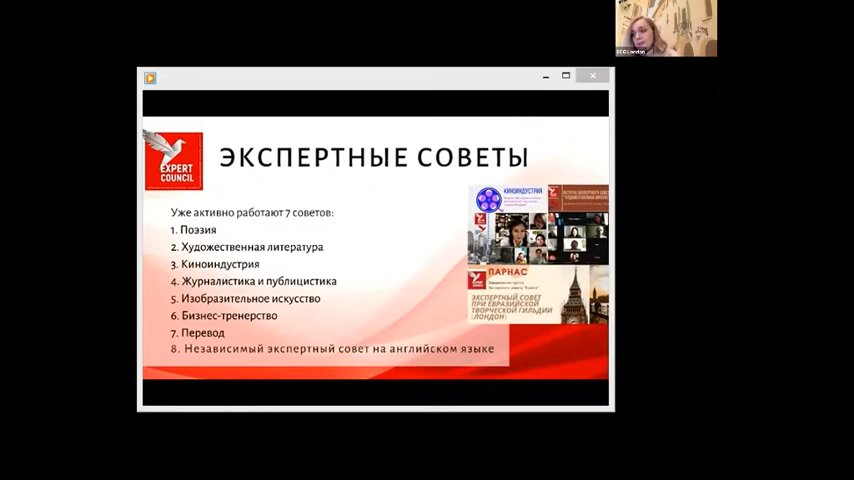 ECG London
EXPERT
COUNCIL
ЭКСПЕРТНЫЕ СОВЕТЫ
Уже активно работают 7 советов:
1. Поэзия
2. Художественная литература
3. Киноиндустрия
4. Журналистика и публицистика
5. Изобразительное искусство
6. Бизнес-тренерство
7. Перевод
8. Независимый экспертный совет на английском языке
КИНОИНДУСТРИЯ
ПАРНАС
ЭКСПЕРТНЫЙ СОВЕТ
ПРИ ЕВРАЗИЙСКОЙ
ТВОРЧЕСКОЙ ГИЛЬДИИ
(ЛОНДОН)